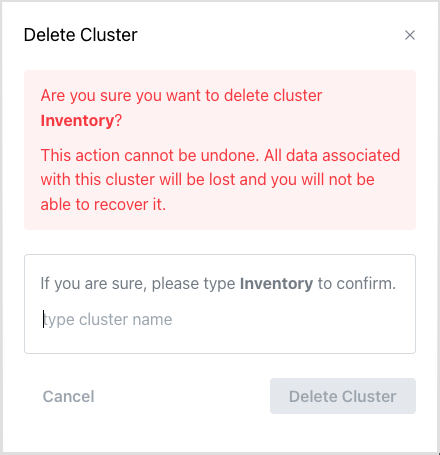 Delete Cluster
Are you sure you want to delete cluster
Inventory?
This action cannot be undone. All data associated
with this cluster will be lost and you will not be
able to recover it.
If you are sure, please type Inventory to confirm.
type cluster name
Cancel
Delete Cluster